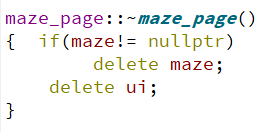 maze_page::~maze_page()
{  if(maze!= nullptr)
        delete maze;
    delete ui;
}